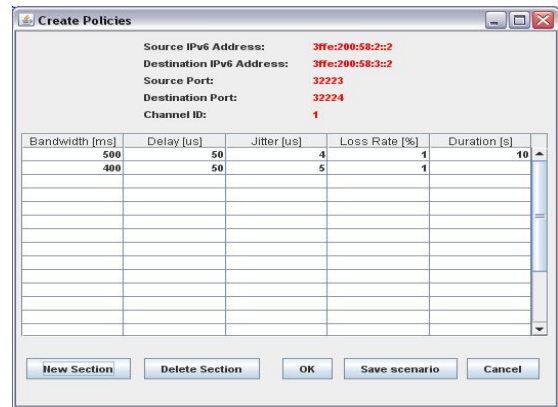 Create Policies
Source IPv6 Address: 3ffe:200:58:2::2
Destination IPv6 Address: 3ffe:200:58:3::2
Source Port: 32223
Destination Port: 32224
Channel ID: 1
Bandwidth [ms] Delay [us] Jitter [us] Loss Rate [%] Duration [s]
500 50 4 1 10
400 50 5 1
New Section Delete Section OK Save scenario Cancel